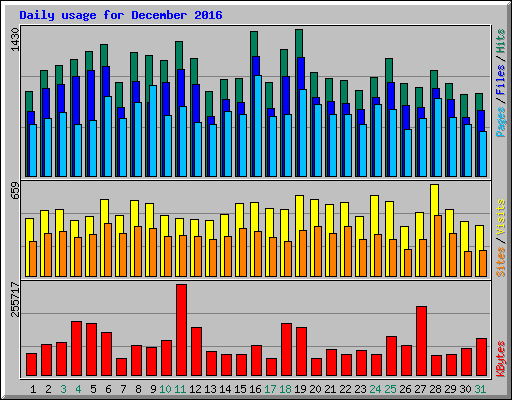 Daily usage for December 2016
1430
Pages / Files / Hits
659
Sites / Visits
255717
KBytes
1 2 3 4 5 6 7 8 9 10 11 12 13 14 15 16 17 18 19 20 21 22 23 24 25 26 27 28 29 30 31